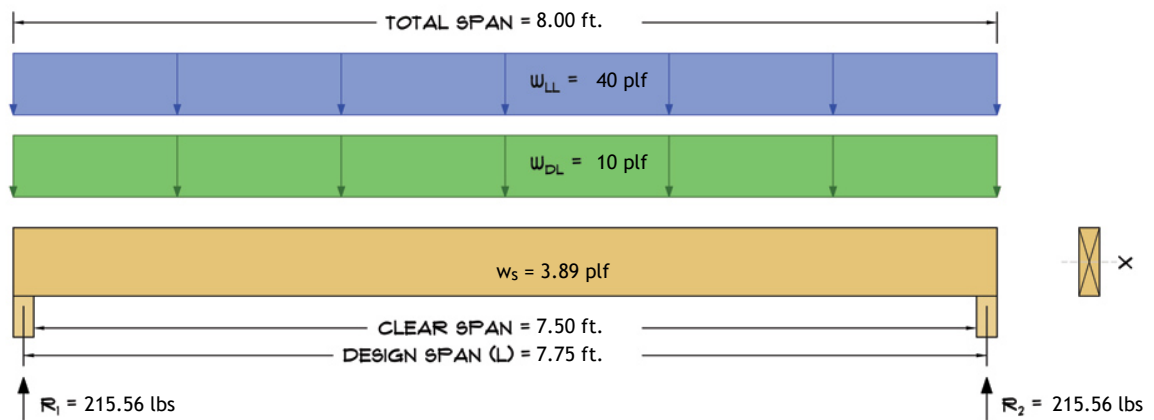 TOTAL SPAN = 8.00 ft.
wLL = 40 plf
wDL = 10 plf
ws = 3.89 plf
X
CLEAR SPAN = 7.50 ft.
DESIGN SPAN (L) = 7.75 ft.
R1 = 215.56 lbs
R2 = 215.56 lbs